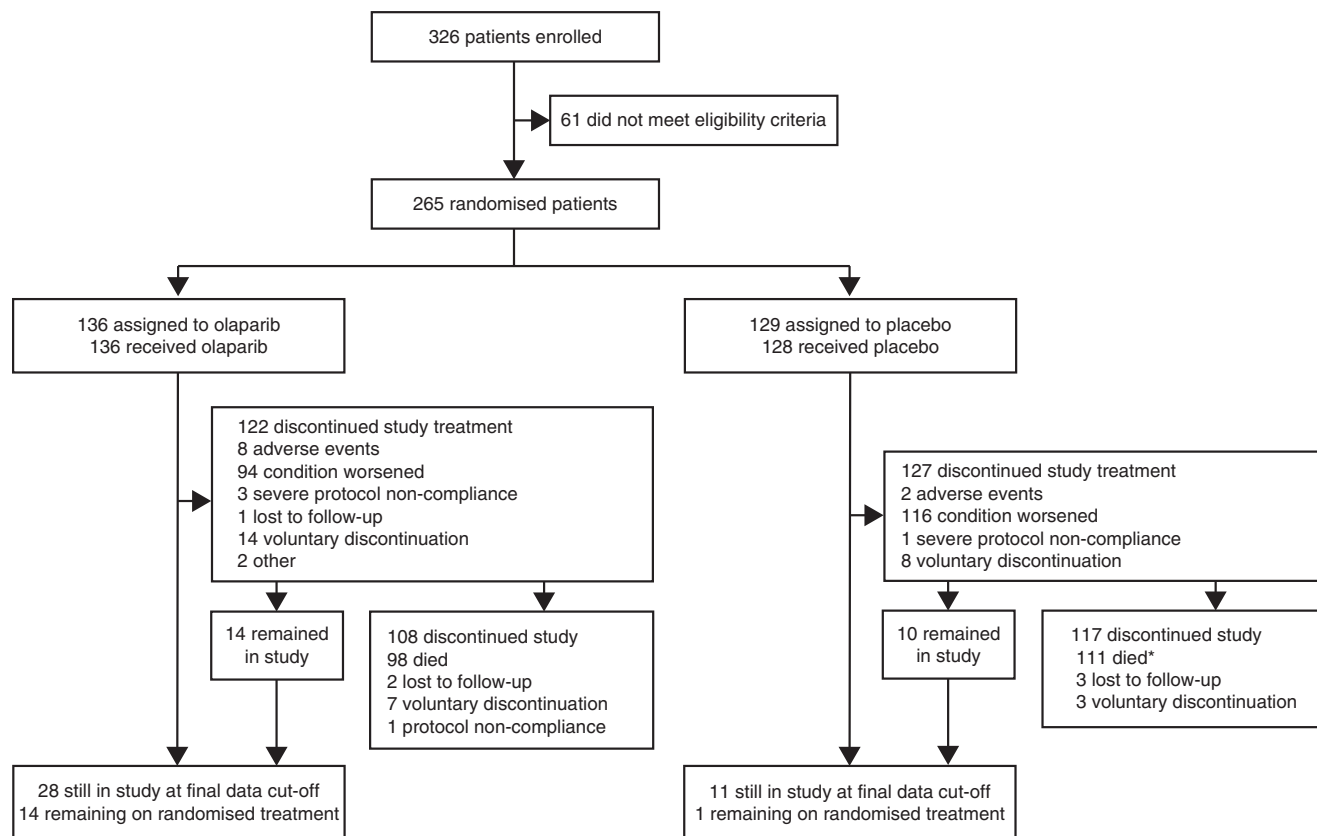 326 patients enrolled
61 did not meet eligibility criteria
265 randomised patients
136 assigned to olaparib
136 received olaparib
129 assigned to placebo
128 received placebo
122 discontinued study treatment
8 adverse events
94 condition worsened
3 severe protocol non-compliance
1 lost to follow-up
14 voluntary discontinuation
2 other
127 discontinued study treatment
2 adverse events
116 condition worsened
1 severe protocol non-compliance
8 voluntary discontinuation
14 remained
in study
108 discontinued study
98 died
2 lost to follow-up
7 voluntary discontinuation
1 protocol non-compliance
10 remained
in study
117 discontinued study
111 died*
3 lost to follow-up
3 voluntary discontinuation
28 still in study at final data cut-off
14 remaining on randomised treatment
11 still in study at final data cut-off
1 remaining on randomised treatment